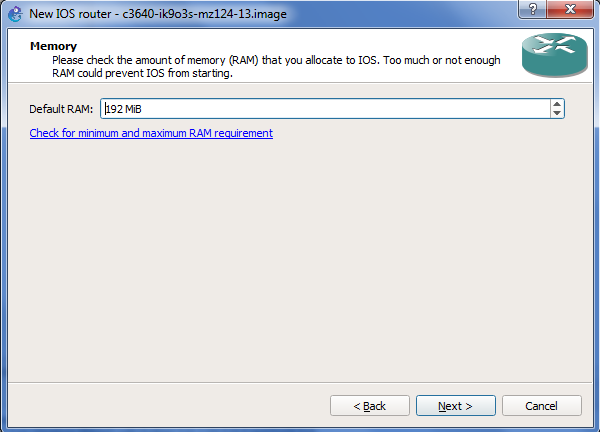 New IOS router - c3640-ik9o3s-mz124-13.image
?
Memory
Please check the amount of memory (RAM) that you allocate to IOS. Too much or not enough
RAM could prevent IOS from starting.
Default RAM: 192 MiB
Check for minimum and maximum RAM requirement
< Back Next > Cancel